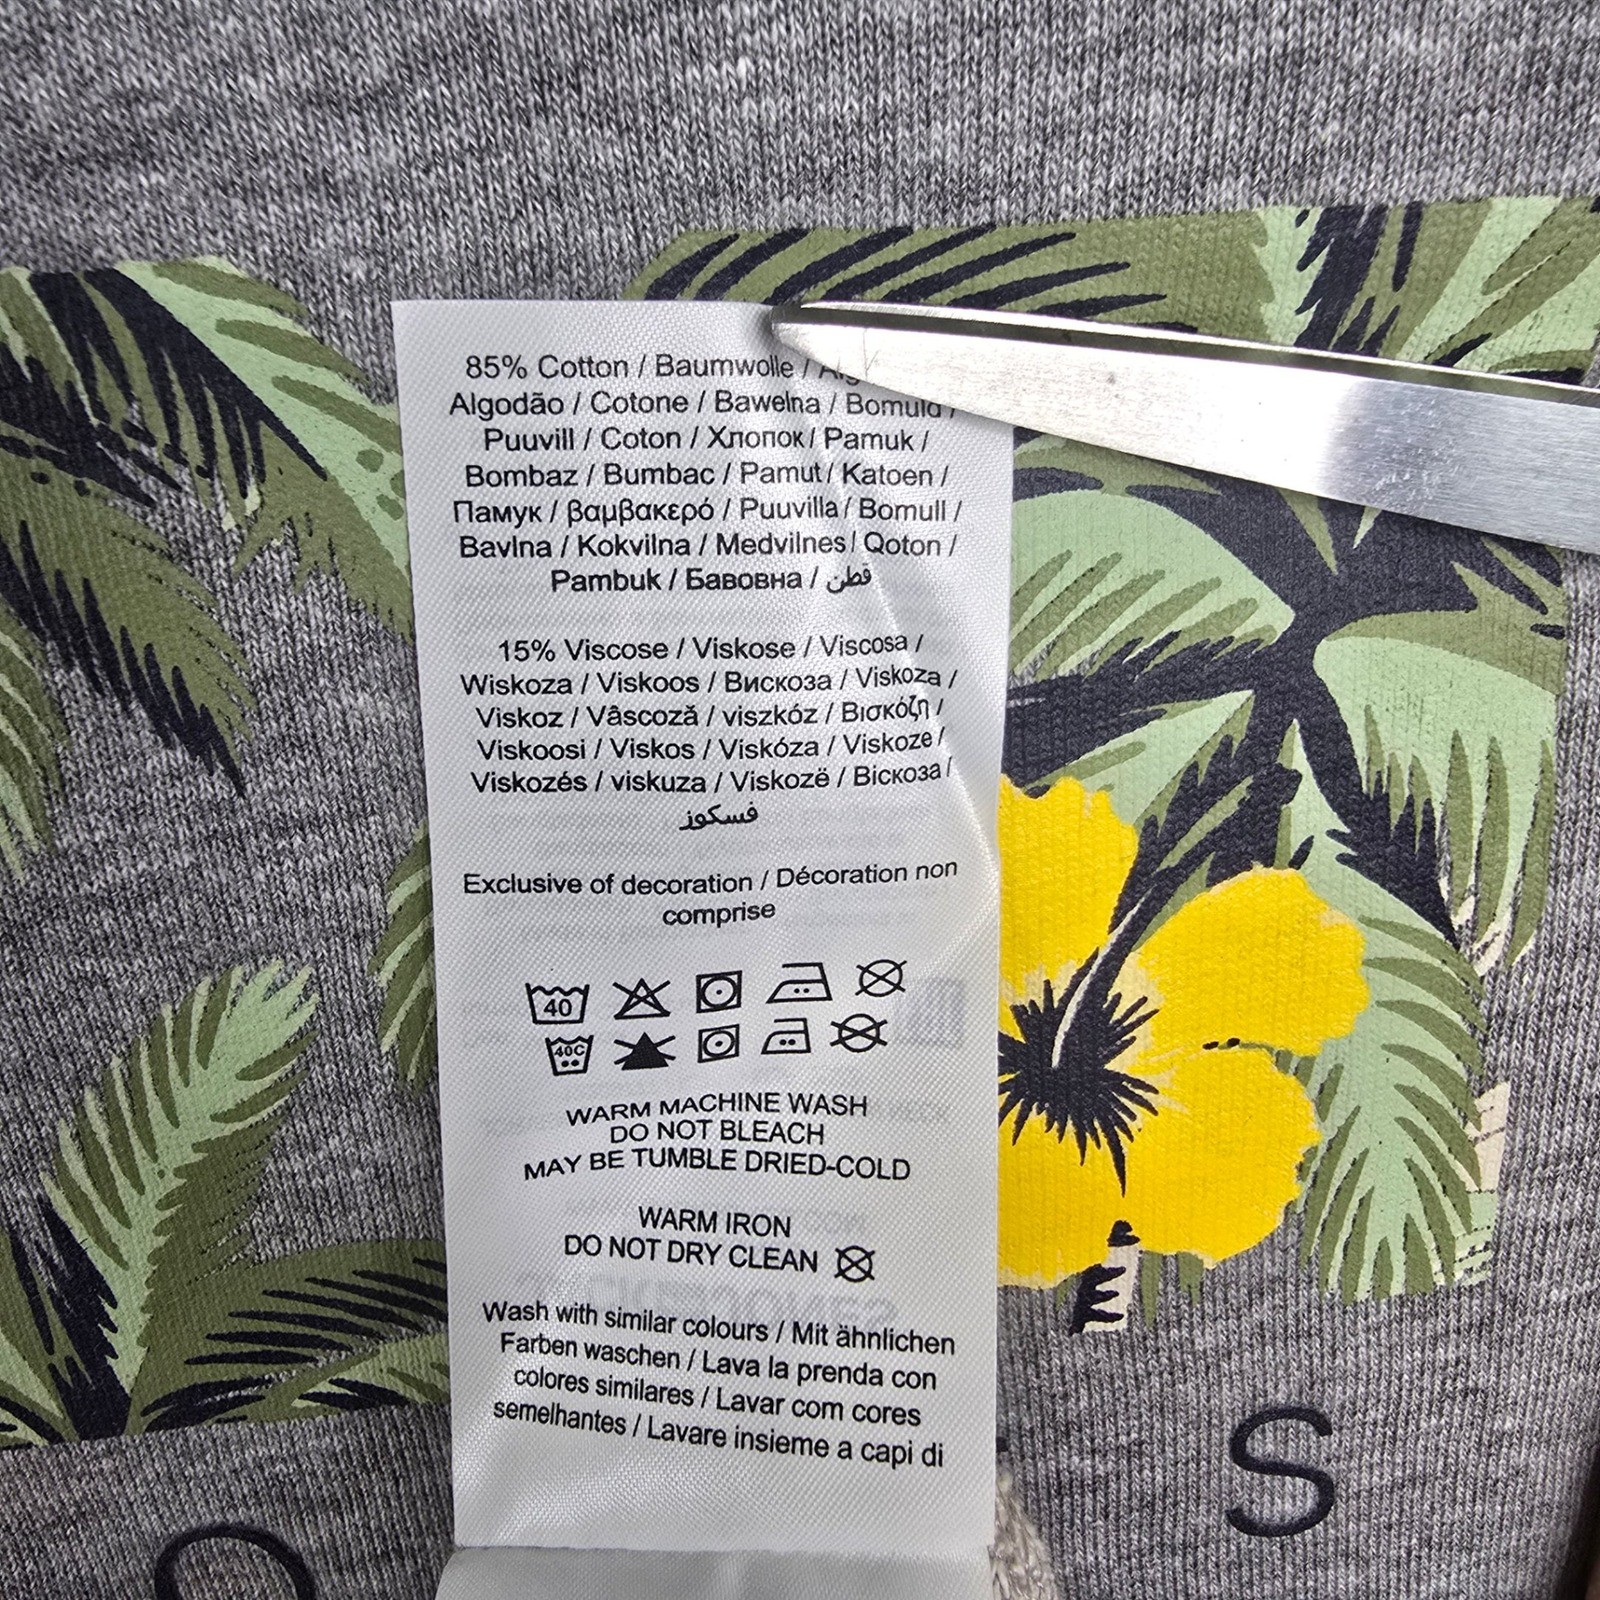 85% Cotton / Baumwolle /
Algodão / Cotone / Bawełna / Bomuld /
Puuvill / Coton / Хлопок / Pamuk /
Bombaz / Bumbac / Pamut / Katoen /
Памук / βαμβακερό / Puuvilla / Bomull /
Bavlna / Kokvilna / Medvilnes / Qoton /
Pambuk / Бавовна / قطن
15% Viscose / Viskose / Viscosa /
Wiskoza / Viskoos / Вискоза / Viskoza /
Viskoz / Vâscoză / viszkóz / Βισκόζη /
Viskoosi / Viskos / Viskóza / Viskoze /
Viskozés / viskuza / Viskozë / Віскоза /
فسكوز
Exclusive of decoration / Décoration non
comprise
40
40C
WARM MACHINE WASH
DO NOT BLEACH
MAY BE TUMBLE DRIED-COLD
WARM IRON
DO NOT DRY CLEAN
Wash with similar colours / Mit ähnlichen
Farben waschen / Lava la prenda con
colores similares / Lavar com cores
semelhantes / Lavare insieme a capi di
S